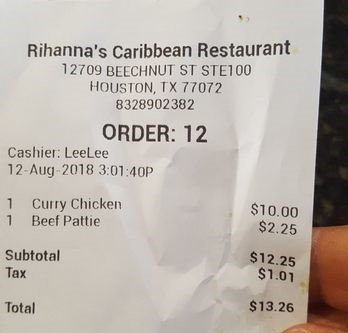 Rihanna's Caribbean Restaurant
12709 BEECHNUT ST STE100
HOUSTON, TX 77072
8328902382
ORDER: 12
Cashier: LeeLee
12-Aug-2018 3:01:40P
1 Curry Chicken $10.00
1 Beef Pattie $2.25
Subtotal $12.25
Tax $1.01
Total $13.26